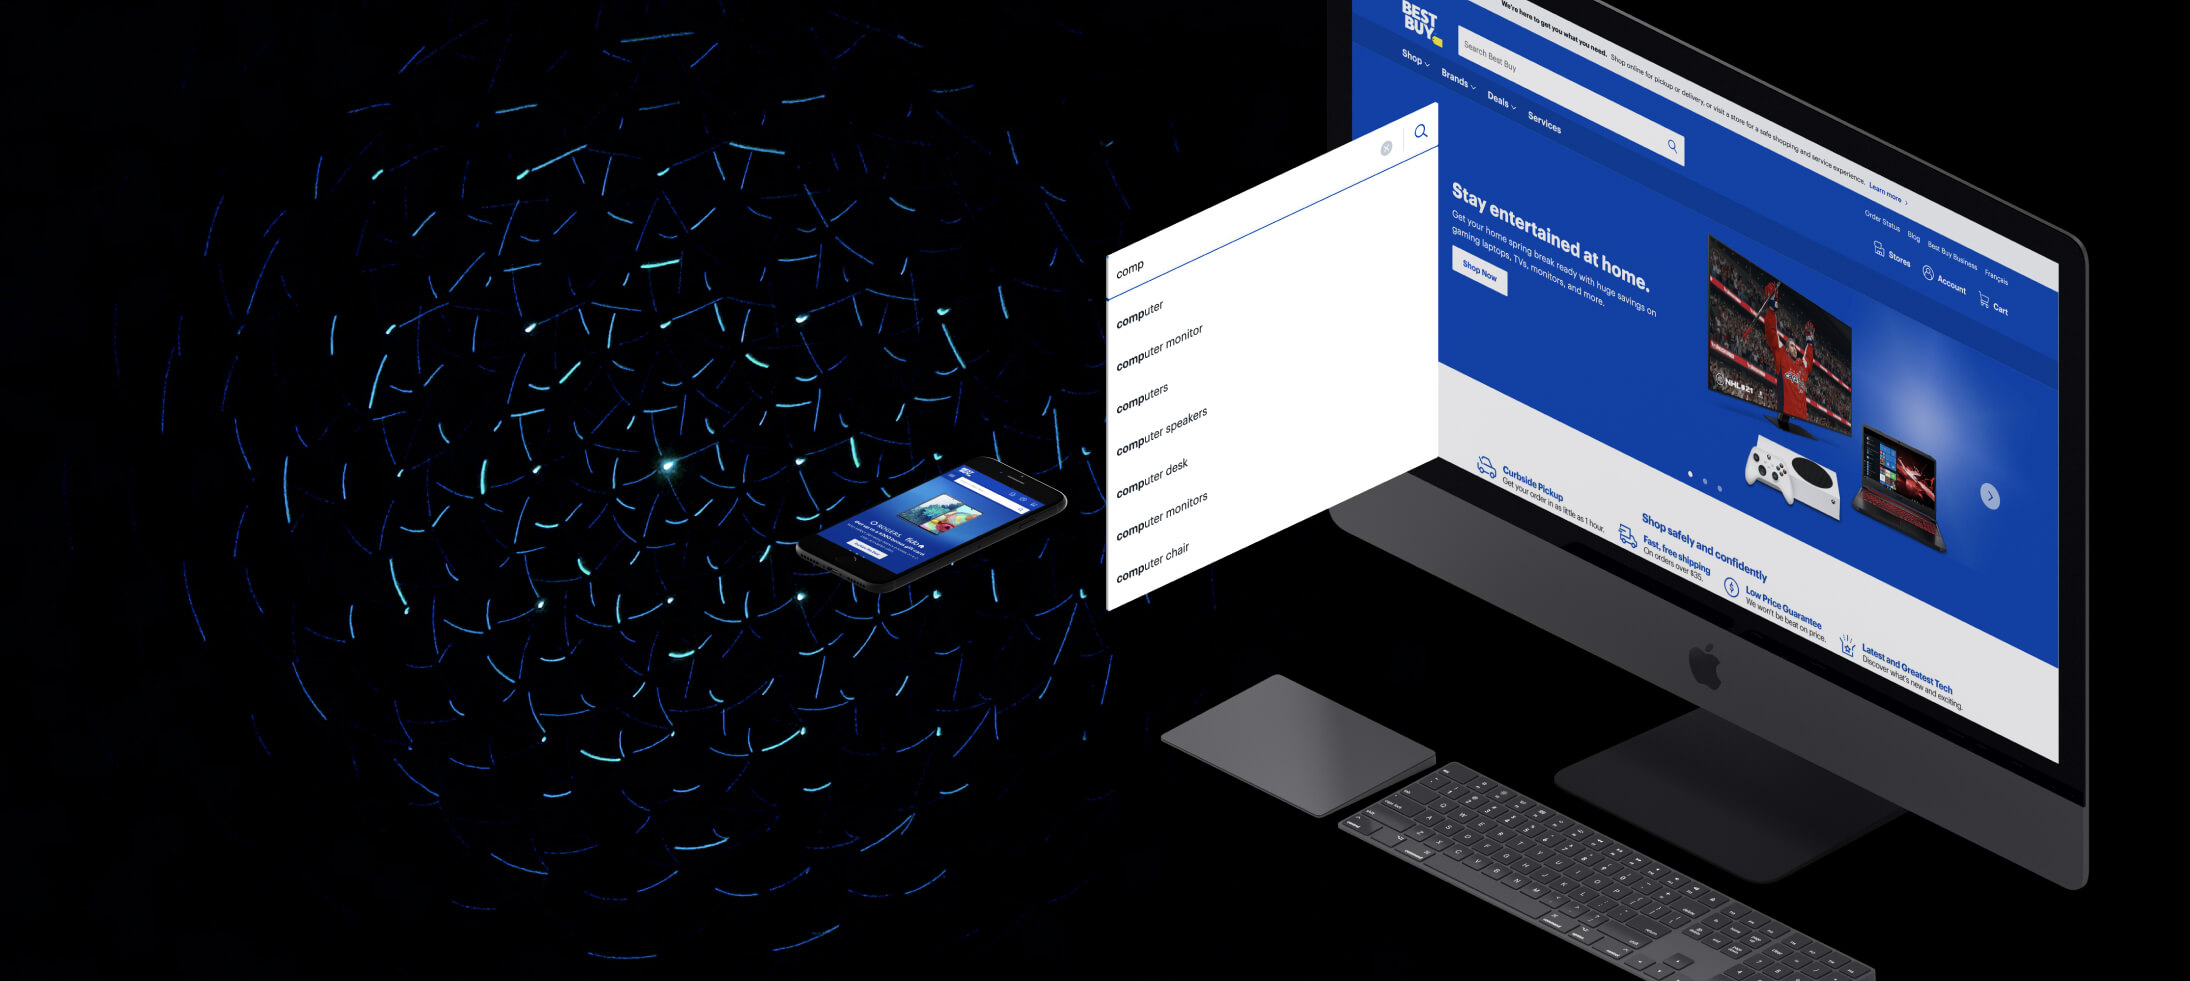 We're here to get you what you need. Shop online for pickup or delivery, or visit a store for a safe shopping and service experience. Learn more
BEST
BUY
Search Best Buy
Order Status Blog Best Buy Business Français
Shop Brands Deals Services
Stores Account Cart
Stay entertained at home.
Get your home spring break ready with huge savings on
gaming laptops, TVs, monitors, and more.
Shop Now
NHL 21
Curbside Pickup
Get your order in as little as 1 hour.
Shop safely and confidently
Fast, free shipping
On orders over $35.
Low Price Guarantee
We won't be beat on price.
Latest and Greatest Tech
Discover what's new and exciting.
comp
computer
computer monitor
computers
computer speakers
computer desk
computer monitors
computer chair
BEST
ROGERS